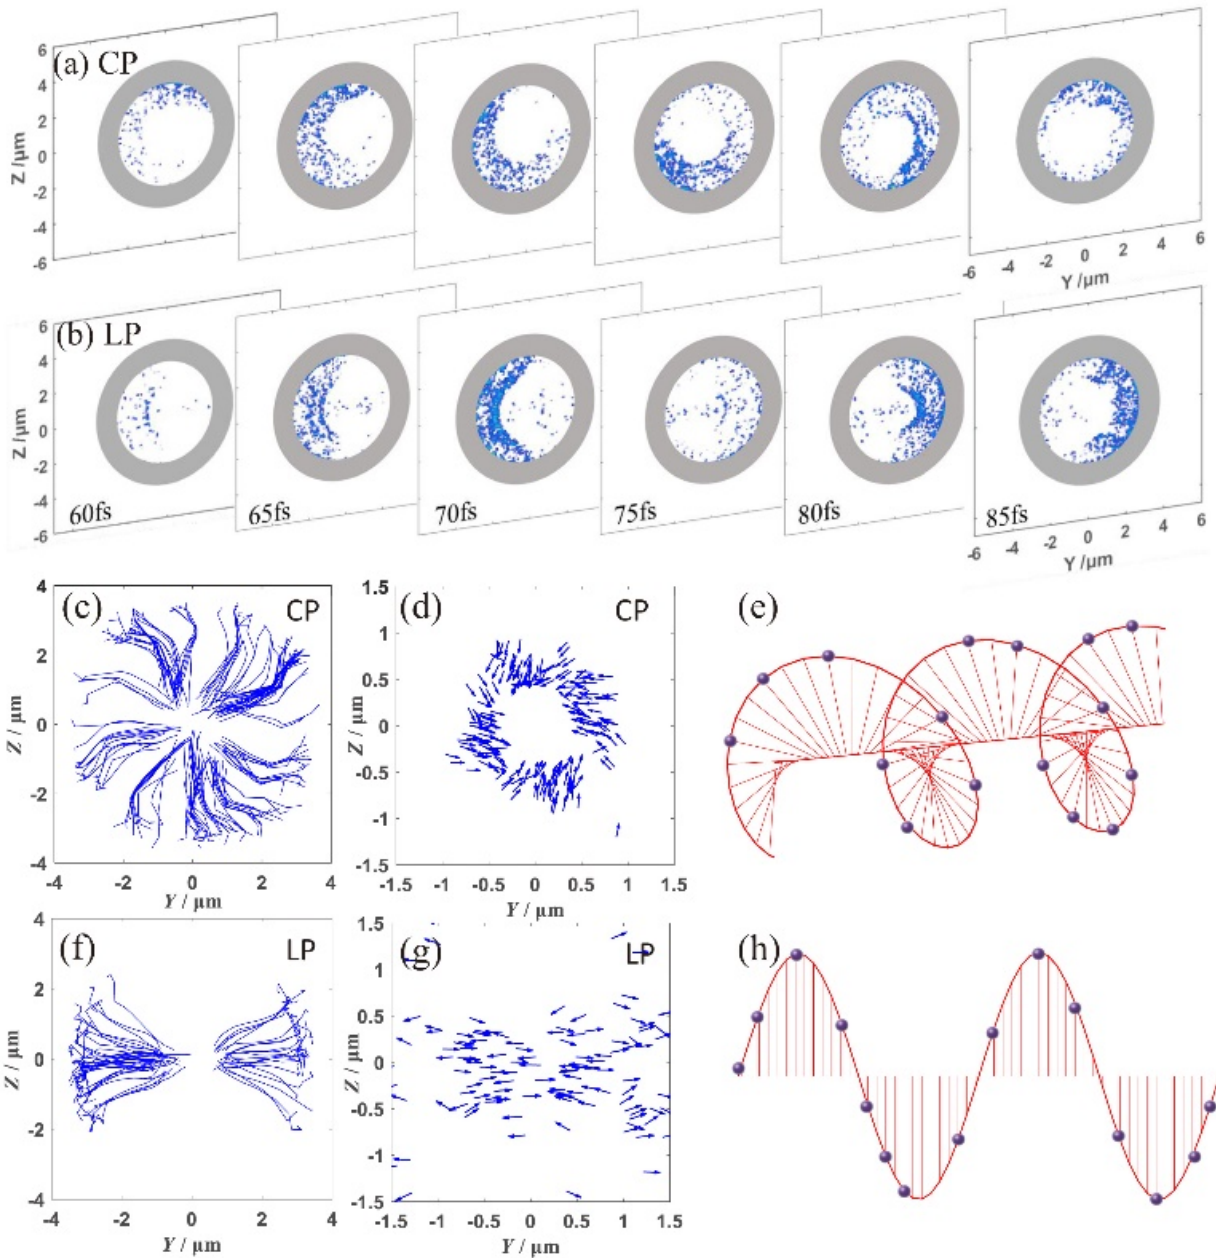 (a) CP
Z /μm
6
4
2
0
-2
-4
-6
-6 -4 -2 0 2 4 6
Y /μm
(b) LP
Z /μm
6
4
2
0
-2
-4
-6
60fs
65fs
70fs
75fs
80fs
85fs
-6 -4 -2 0 2 4 6
Y /μm
(c) CP
Z / μm
4
2
0
-2
-4
-4 -2 0 2 4
Y / μm
(d) CP
Z / μm
1.5
1
0.5
0
-0.5
-1
-1.5
-1.5 -1 -0.5 0 0.5 1 1.5
Y / μm
(e)
(f) LP
Z / μm
4
2
0
-2
-4
-4 -2 0 2 4
Y / μm
(g) LP
Z / μm
1.5
1
0.5
0
-0.5
-1
-1.5
-1.5 -1 -0.5 0 0.5 1 1.5
Y / μm
(h)